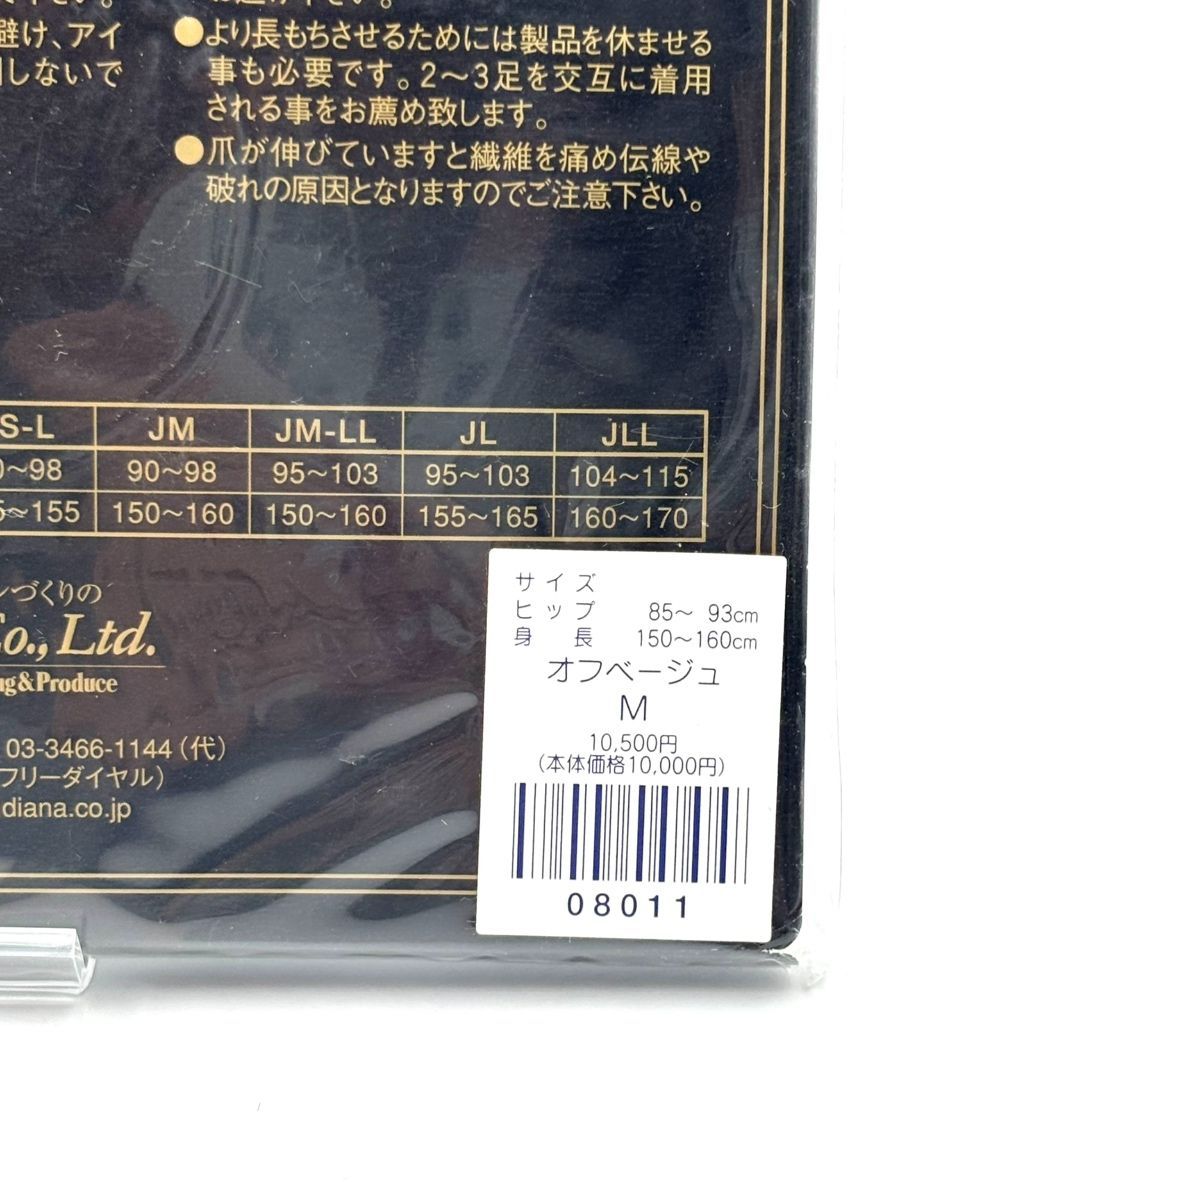 避け、アイ
しないで
●より長もちさせるためには製品を休ませる
事も必要です。2〜3足を交互に着用
される事をお薦め致します。
●爪が伸びていますと繊維を痛め伝線や
破れの原因となりますのでご注意下さい。
S-L JM JM-LL JL JLL
〜98 90〜98 95〜103 95〜103 104〜115
〜155 150〜160 150〜160 155〜165 160〜170
づくりの
Co., Ltd.
&Produce
03-3466-1144（代）
フリーダイヤル）
diana.co.jp
サイズ
ヒップ 85〜 93cm
身 長 150〜160cm
オフベージュ
M
10,500円
(本体価格10,000円)
08011